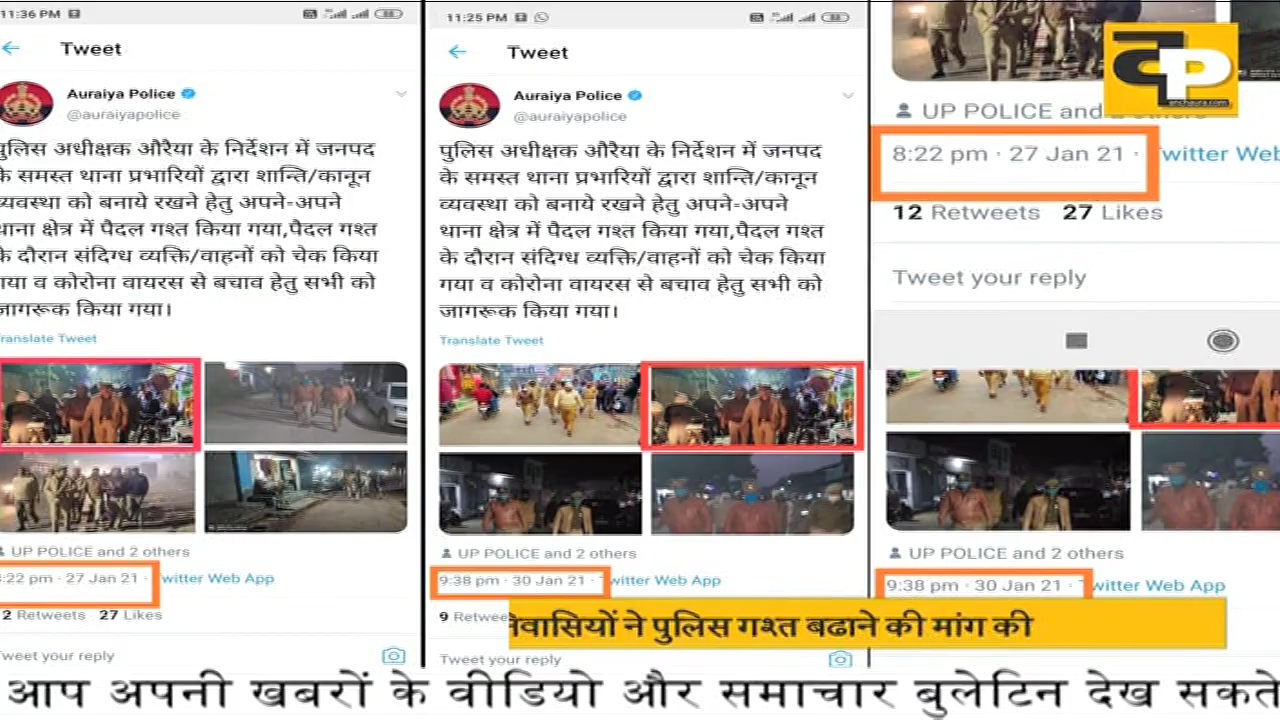 11:36 PM
Tweet
Auraiya Police
@auraiyapolice
पुलिस अधीक्षक औरैया के निर्देशन में जनपद
के समस्त थाना प्रभारियों द्वारा शान्ति/कानून
व्यवस्था को बनाये रखने हेतु अपने-अपने
थाना क्षेत्र में पैदल गश्त किया गया,पैदल गश्त
के दौरान संदिग्ध व्यक्ति/वाहनों को चेक किया
गया व कोरोना वायरस से बचाव हेतु सभी को
जागरूक किया गया।
Translate Tweet
UP POLICE and 2 others
8:22 pm · 27 Jan 21 · Twitter Web App
12 Retweets 27 Likes
Tweet your reply
11:25 PM
Tweet
Auraiya Police
@auraiyapolice
पुलिस अधीक्षक औरैया के निर्देशन में जनपद
के समस्त थाना प्रभारियों द्वारा शान्ति/कानून
व्यवस्था को बनाये रखने हेतु अपने-अपने
थाना क्षेत्र में पैदल गश्त किया गया,पैदल गश्त
के दौरान संदिग्ध व्यक्ति/वाहनों को चेक किया
गया व कोरोना वायरस से बचाव हेतु सभी को
जागरूक किया गया।
Translate Tweet
UP POLICE and 2 others
9:38 pm · 30 Jan 21 · Twitter Web App
9 Retwee
Tweet your reply
UP POLICE and 2 others
8:22 pm · 27 Jan 21 · Twitter Web
12 Retweets 27 Likes
Tweet your reply
UP POLICE and 2 others
9:38 pm · 30 Jan 21 · Twitter Web App
ने पुलिस गश्त बढाने की मांग की
आप अपनी खबरों के वीडियो और समाचार बुलेटिन देख सकते